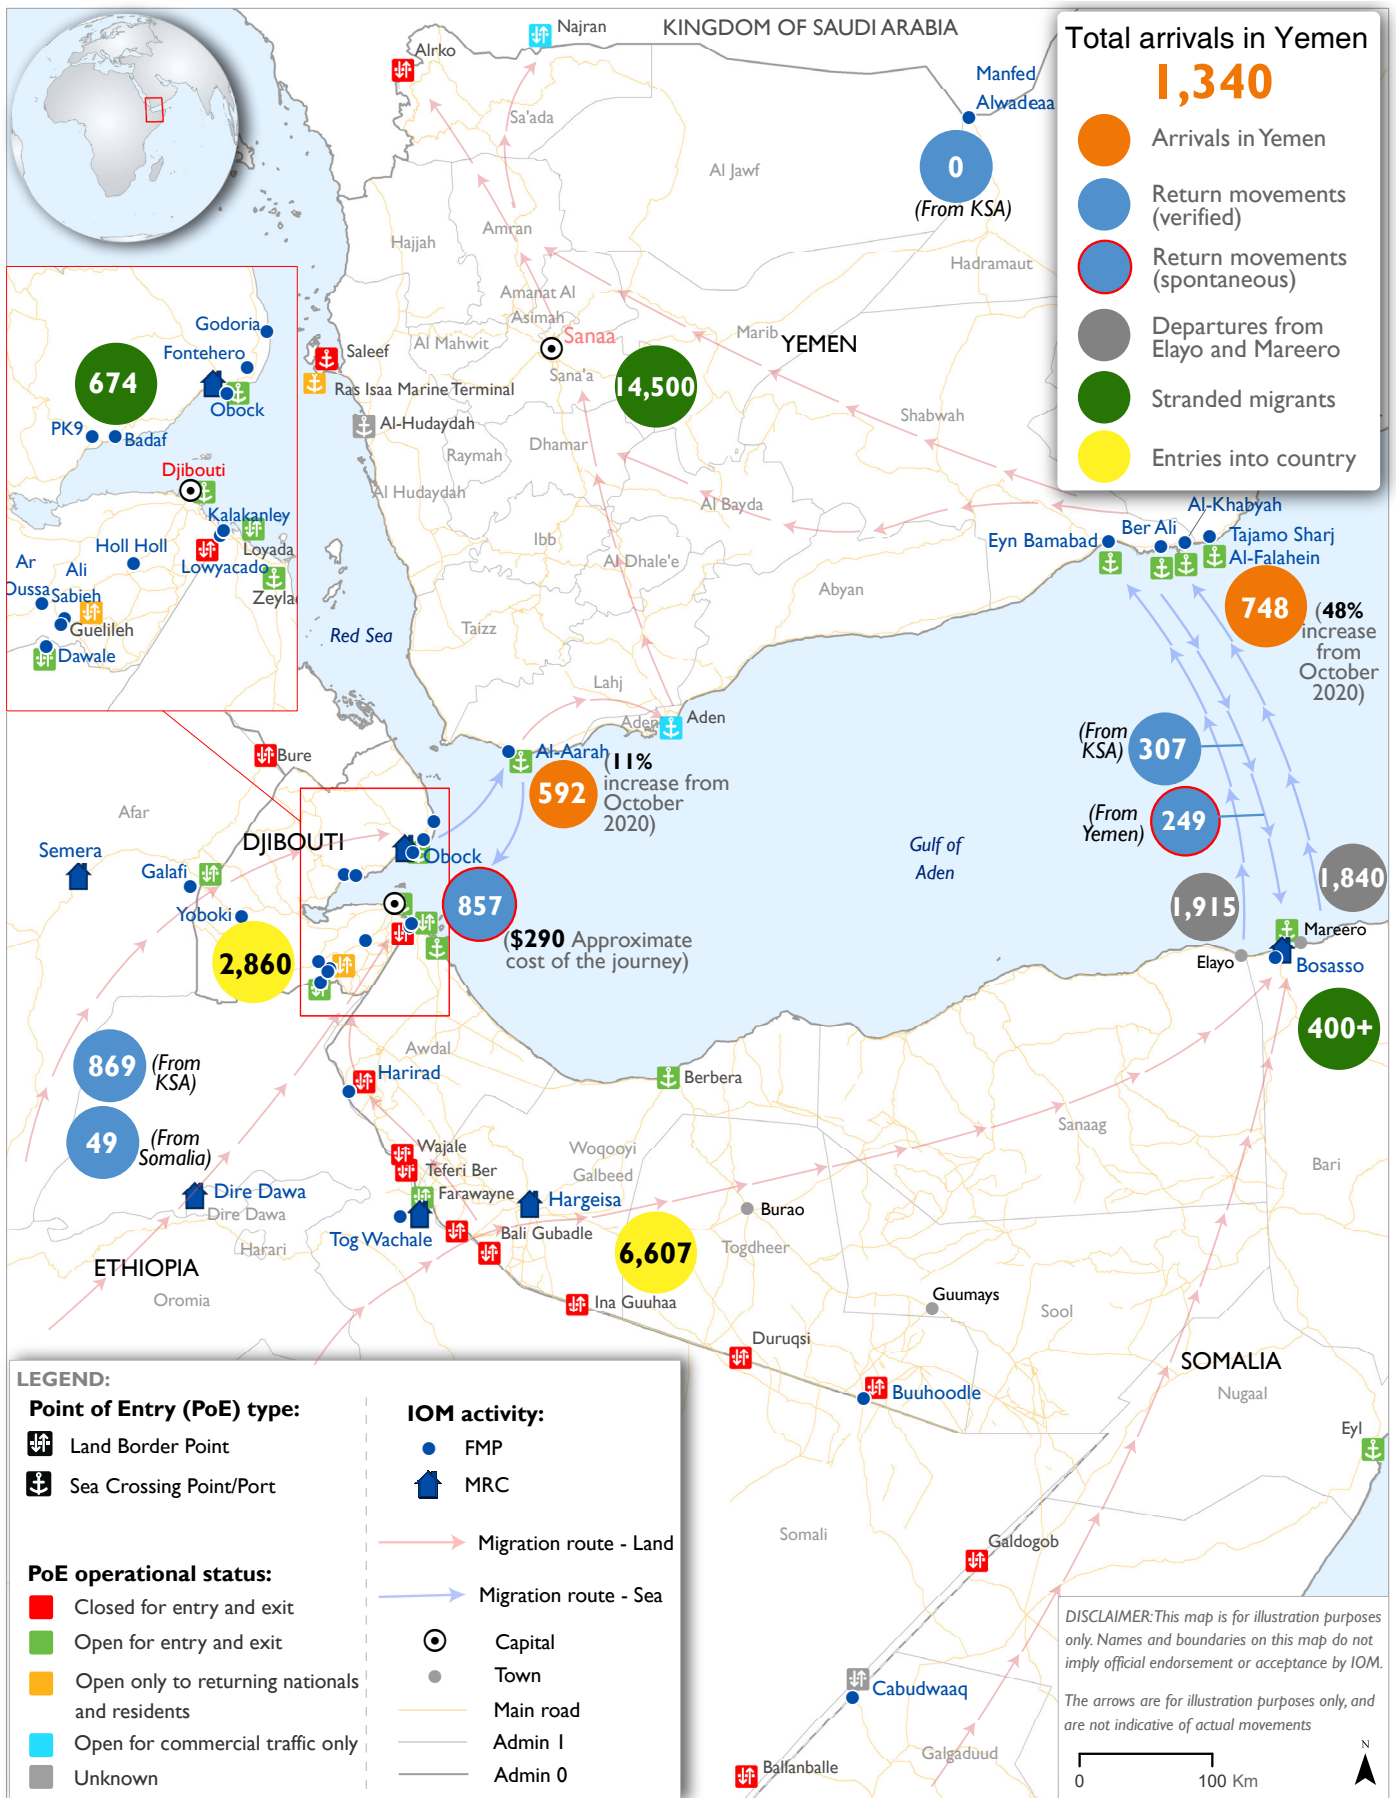 KINGDOM OF SAUDI ARABIA
Najran
Alrko
Manfed
Alwadeaa
Total arrivals in Yemen
1,340
Arrivals in Yemen
Return movements
(verified)
Return movements
(spontaneous)
Departures from
Elayo and Mareero
Stranded migrants
Entries into country
Sa'ada
Al Jawf
0
(From KSA)
Amran
Hajjah
Hadramaut
Amanat Al
Asimah
Sanaa
Al Mahwit
Marib
YEMEN
Saleef
Ras Isaa Marine Terminal
Sana'a
14,500
Al-Hudaydah
Shabwah
Dhamar
Raymah
Al Hudaydah
Al Bayda
Ibb
Al Dhale'e
Abyan
Taizz
Lahj
Aden
Aden
Red Sea
Godoria
Fontehero
674
Obock
PK9
Badaf
Djibouti
Kalakanley
Loyada
Holl Holl
Lowyacado
Ar
Oussa
Ali
Sabieh
Zeyla
Guelileh
Dawale
Al-Khabyah
Ber Ali
Eyn Bamabad
Tajamo Sharj
Al-Falahein
748
(48%
increase
from
October
2020)
Bure
Al-Aarah
592
(11%
increase from
October
2020)
(From
KSA)
307
(From
Yemen)
249
Gulf of
Aden
Afar
DJIBOUTI
Semera
Galafi
Obock
Yoboki
857
($290 Approximate
cost of the journey)
2,860
1,915
1,840
Mareero
Elayo
Bosasso
400+
869
(From
KSA)
49
(From
Somalia)
Awdal
Harirad
Berbera
Sanaag
Wajale
Teferi Ber
Woqooyi
Galbeed
Bari
Farawayne
Dire Dawa
Dire Dawa
Hargeisa
Burao
Tog Wachale
Bali Gubadle
Togdheer
Harari
6,607
ETHIOPIA
Oromia
Ina Guuhaa
Guumays
Sool
Duruqsi
SOMALIA
Nugaal
Buuhoodle
Eyl
Somali
Galdogob
Cabudwaaq
Galgaduud
Ballanballe
LEGEND:
Point of Entry (PoE) type:
Land Border Point
Sea Crossing Point/Port
PoE operational status:
Closed for entry and exit
Open for entry and exit
Open only to returning nationals
and residents
Open for commercial traffic only
Unknown
IOM activity:
FMP
MRC
Migration route - Land
Migration route - Sea
Capital
Town
Main road
Admin 1
Admin 0
DISCLAIMER: This map is for illustration purposes
only. Names and boundaries on this map do not
imply official endorsement or acceptance by IOM.
The arrows are for illustration purposes only, and
are not indicative of actual movements
N
0
100 Km